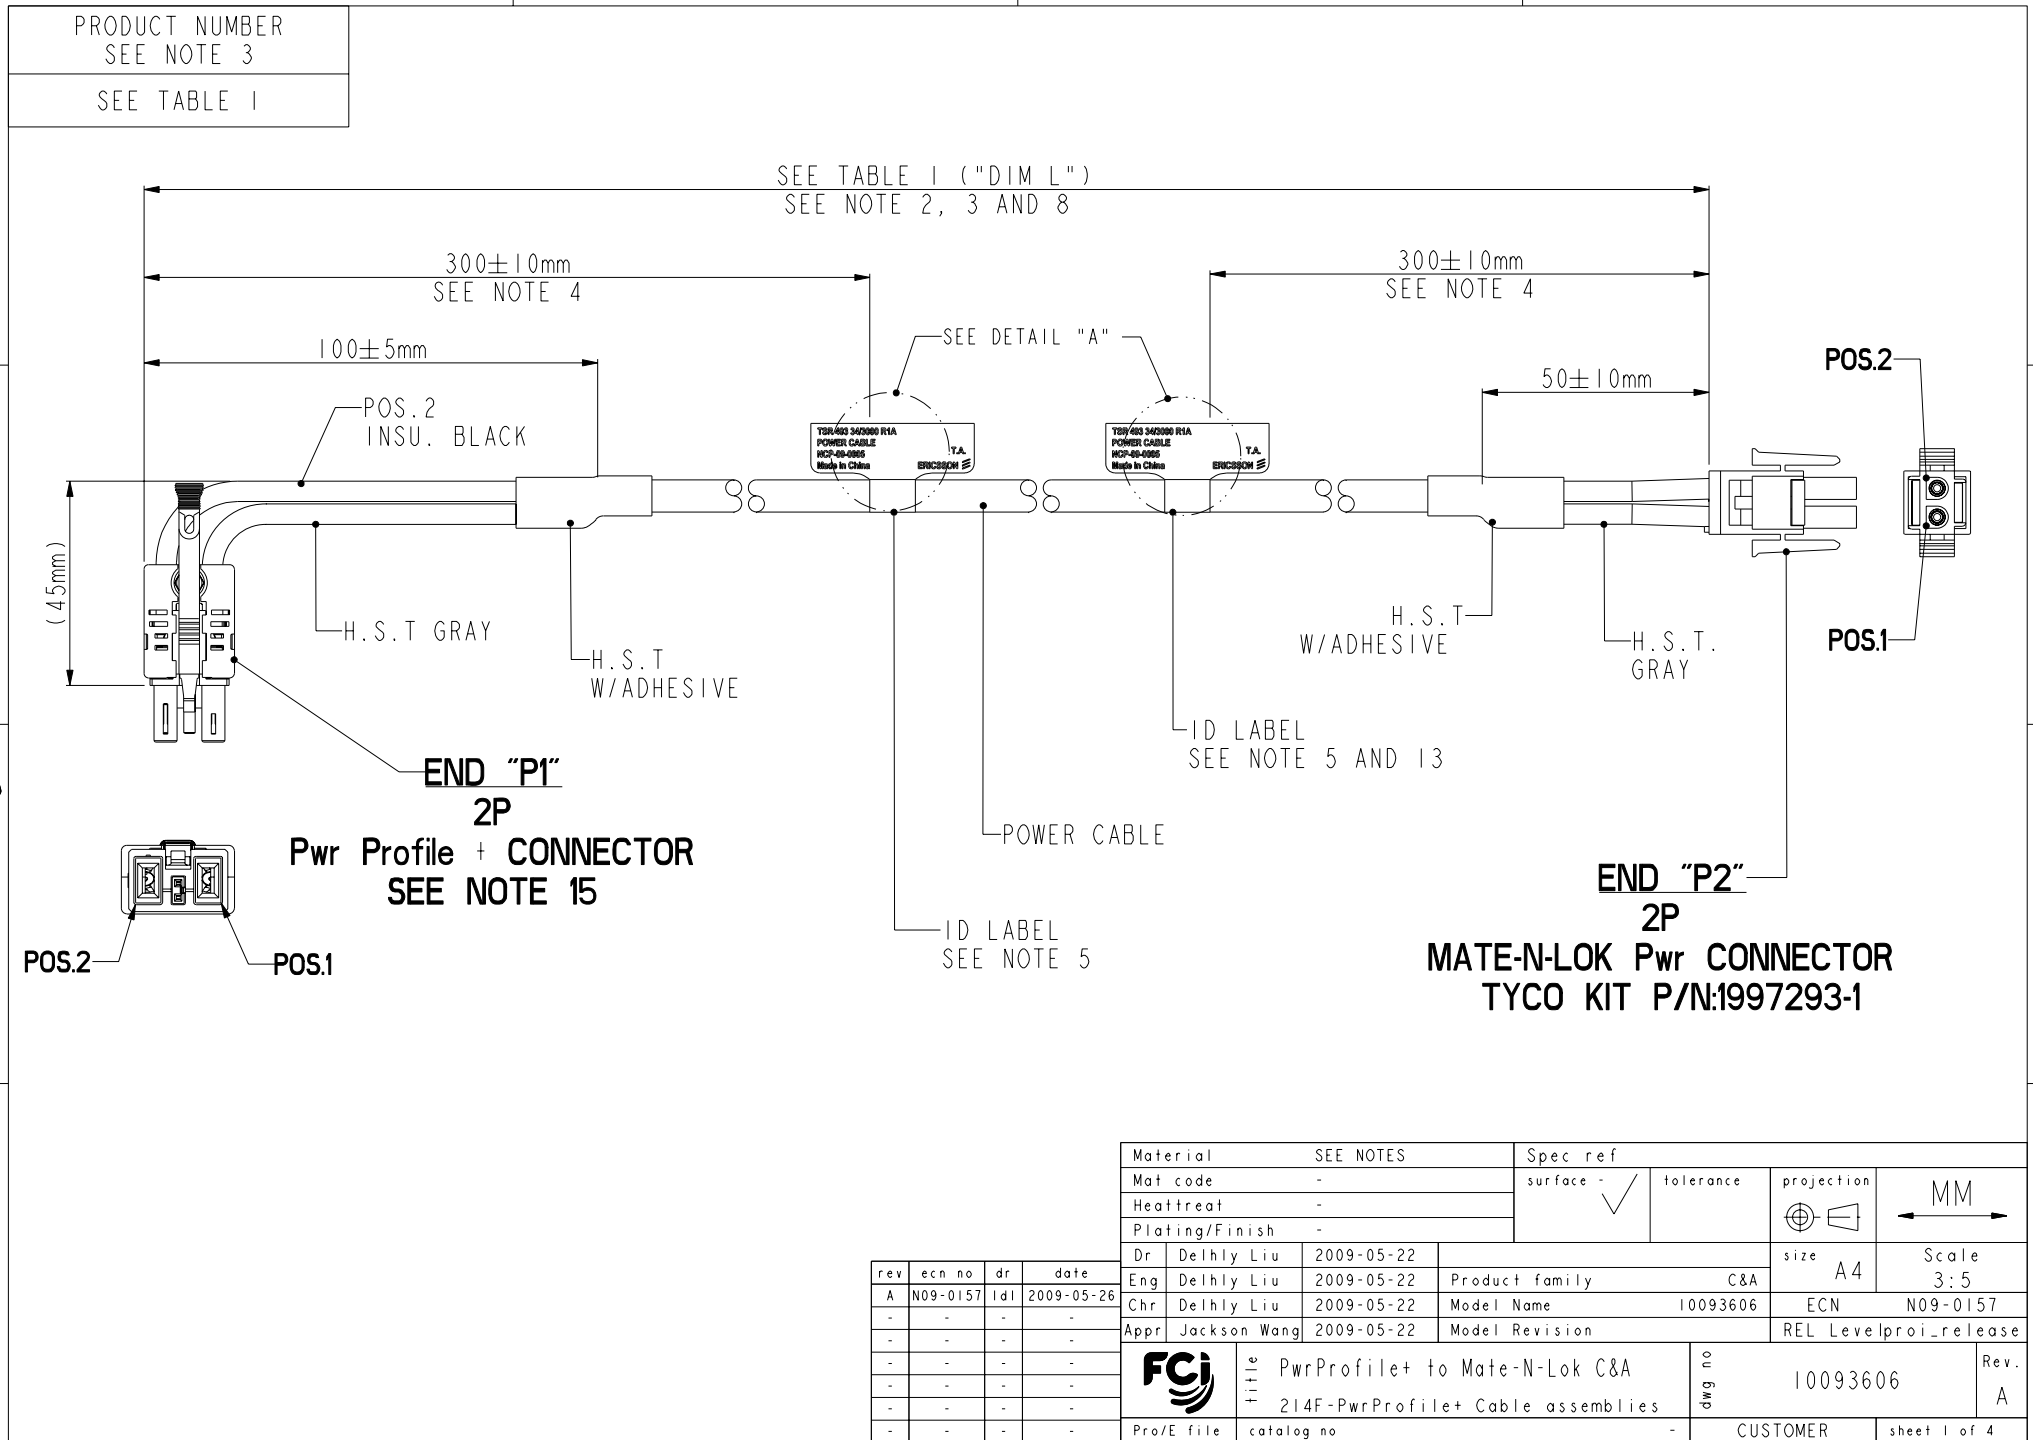 PRODUCT NUMBER
SEE NOTE 3
SEE TABLE 1
SEE TABLE 1 ("DIM L")
SEE NOTE 2, 3 AND 8
300±10mm
SEE NOTE 4
300±10mm
SEE NOTE 4
SEE DETAIL "A"
100±5mm
50±10mm
POS.2
POS.2
INSU. BLACK
TSR 493 34/3000 R1A
POWER CABLE
NCP-09-0695
Made in China
T.A.
ERICSSON
TSR 493 34/3000 R1A
POWER CABLE
NCP-09-0695
Made in China
T.A.
ERICSSON
(45mm)
H.S.T GRAY
H.S.T
W/ADHESIVE
H.S.T
W/ADHESIVE
H.S.T.
GRAY
POS.1
ID LABEL
SEE NOTE 5 AND 13
END "P1"
2P
Pwr Profile + CONNECTOR
SEE NOTE 15
POWER CABLE
END "P2"
2P
MATE-N-LOK Pwr CONNECTOR
TYCO KIT P/N:1997293-1
ID LABEL
SEE NOTE 5
POS.2
POS.1
Material SEE NOTES Spec ref
Mat code - surface - tolerance projection MM
Heattreat -
Plating/Finish -
Dr Delhly Liu 2009-05-22 size A4 Scale 3:5
Eng Delhly Liu 2009-05-22 Product family C&A
Chr Delhly Liu 2009-05-22 Model Name 10093606 ECN N09-0157
Appr Jackson Wang 2009-05-22 Model Revision REL Level proi_release
rev ecn no dr date
A N09-0157 ldl 2009-05-26
- - - -
- - - -
- - - -
- - - -
- - - -
- - - -
FCi title PwrProfile+ to Mate-N-Lok C&A
214F-PwrProfile+ Cable assemblies
dwg no 10093606 Rev. A
Pro/E file catalog no - CUSTOMER sheet 1 of 4